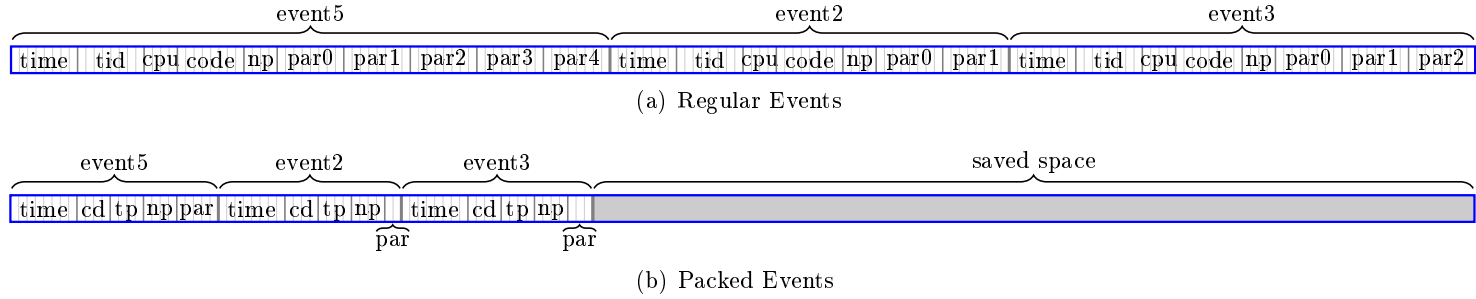 event5 event2 event3
time tid cpu code np par0 par1 par2 par3 par4 time tid cpu code np par0 par1 time tid cpu code np par0 par1 par2
(a) Regular Events
event5 event2 event3 saved space
time cd tp np par time cd tp np time cd tp np
par par
(b) Packed Events